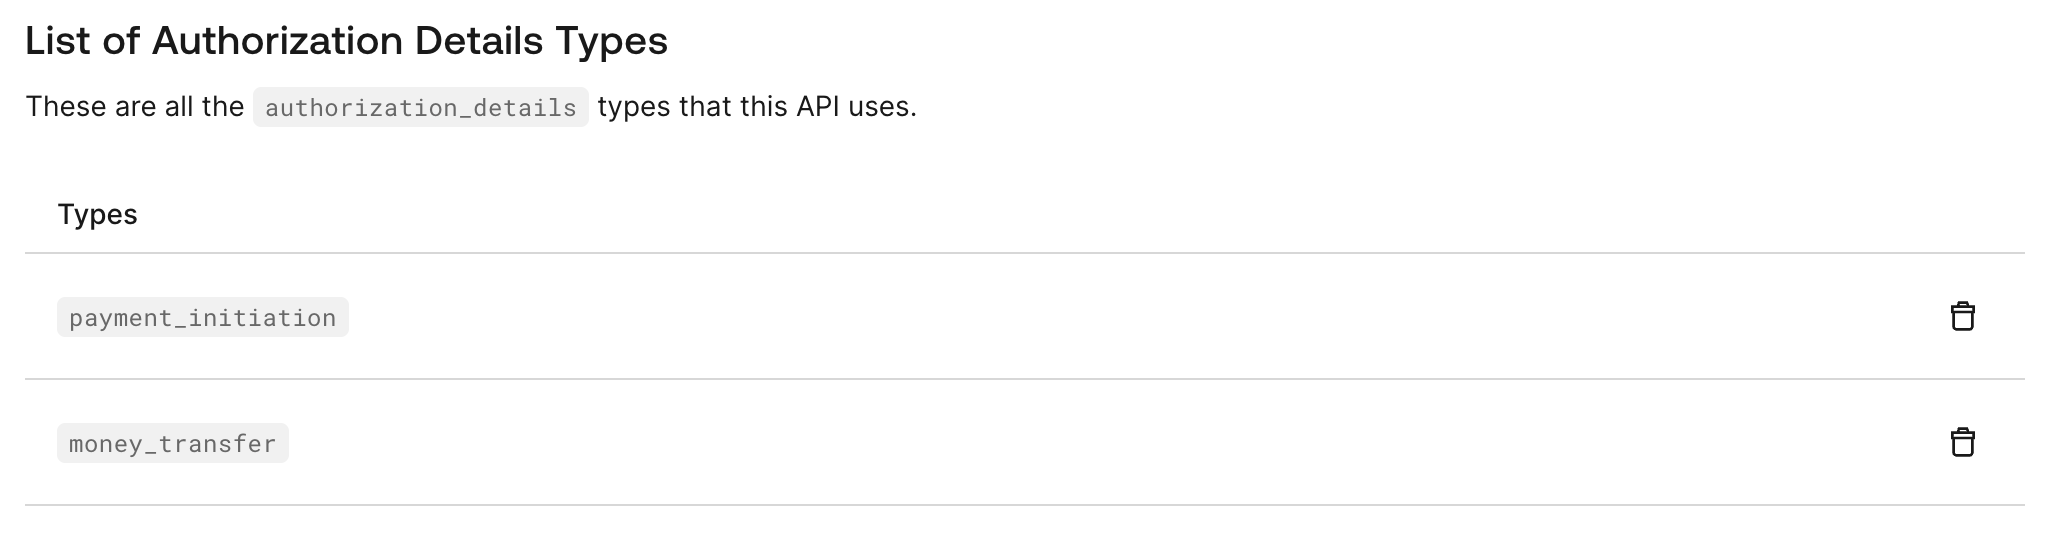 List of Authorization Details Types
These are all the authorization_details types that this API uses.
Types
payment_initiation
money_transfer